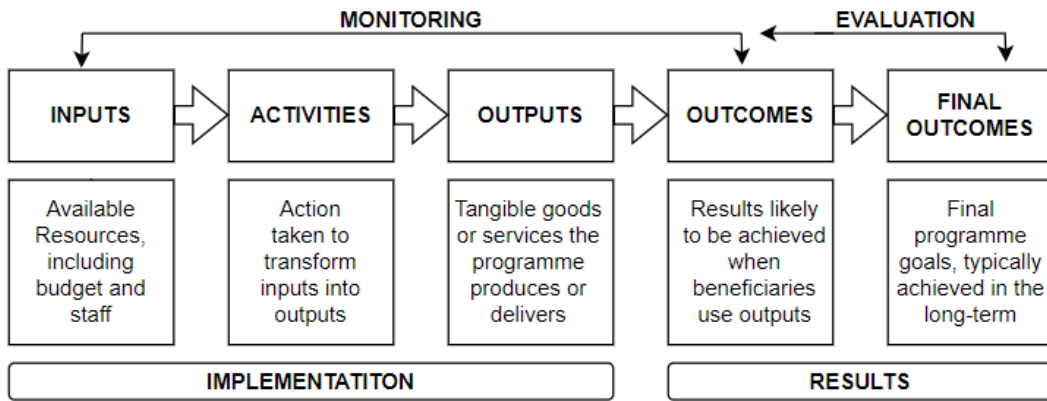 MONITORING
EVALUATION
INPUTS
ACTIVITIES
OUTPUTS
OUTCOMES
FINAL
OUTCOMES
Available
Resources,
including
budget and
staff
Action
taken to
transform
inputs into
outputs
Tangible goods
or services the
programme
produces or
delivers
Results likely
to be achieved
when
beneficiaries
use outputs
Final
programme
goals, typically
achieved in the
long-term
IMPLEMENTATITON
RESULTS